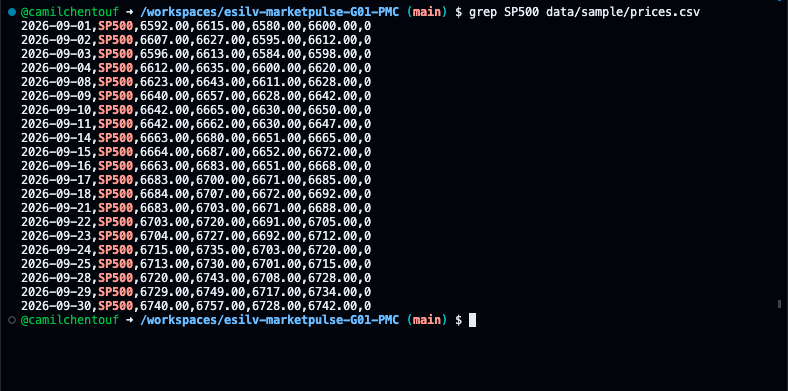 @camilchentouf → /workspaces/esilv-marketpulse-G01-PMC (main) $ grep SP500 data/sample/prices.csv
2026-09-01,SP500,6592.00,6615.00,6580.00,6600.00,0
2026-09-02,SP500,6607.00,6627.00,6595.00,6612.00,0
2026-09-03,SP500,6596.00,6613.00,6584.00,6598.00,0
2026-09-04,SP500,6612.00,6635.00,6600.00,6620.00,0
2026-09-08,SP500,6623.00,6643.00,6611.00,6628.00,0
2026-09-09,SP500,6640.00,6657.00,6628.00,6642.00,0
2026-09-10,SP500,6642.00,6665.00,6630.00,6650.00,0
2026-09-11,SP500,6642.00,6662.00,6630.00,6647.00,0
2026-09-14,SP500,6663.00,6680.00,6651.00,6665.00,0
2026-09-15,SP500,6664.00,6687.00,6652.00,6672.00,0
2026-09-16,SP500,6663.00,6683.00,6651.00,6668.00,0
2026-09-17,SP500,6683.00,6700.00,6671.00,6685.00,0
2026-09-18,SP500,6684.00,6707.00,6672.00,6692.00,0
2026-09-21,SP500,6683.00,6703.00,6671.00,6688.00,0
2026-09-22,SP500,6703.00,6720.00,6691.00,6705.00,0
2026-09-23,SP500,6704.00,6727.00,6692.00,6712.00,0
2026-09-24,SP500,6715.00,6735.00,6703.00,6720.00,0
2026-09-25,SP500,6713.00,6730.00,6701.00,6715.00,0
2026-09-28,SP500,6720.00,6743.00,6708.00,6728.00,0
2026-09-29,SP500,6729.00,6749.00,6717.00,6734.00,0
2026-09-30,SP500,6740.00,6757.00,6728.00,6742.00,0
@camilchentouf → /workspaces/esilv-marketpulse-G01-PMC (main) $